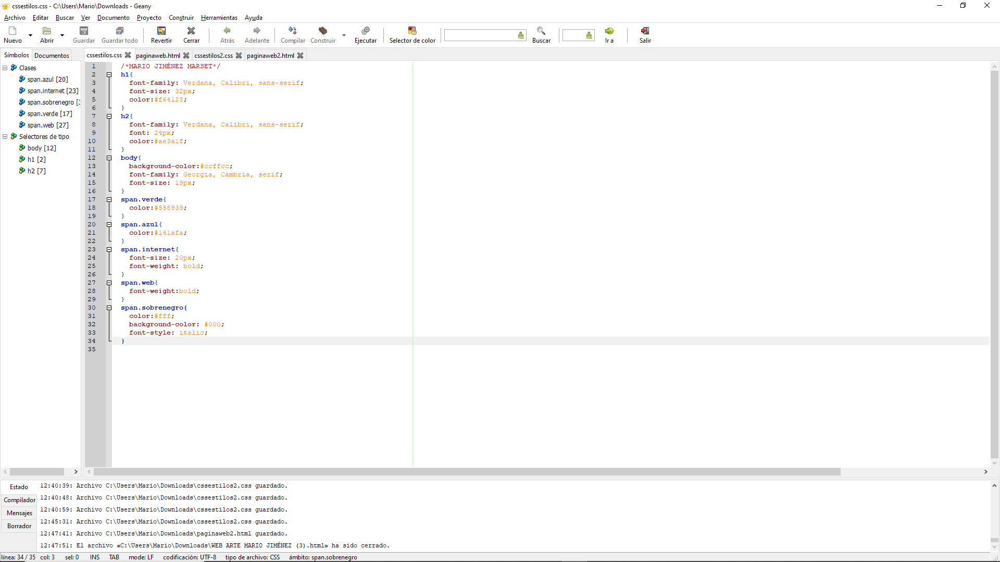 cssestilos.css - C:\Users\Mario\Downloads - Geany
Archivo Editar Buscar Ver Documento Proyecto Construir Herramientas Ayuda
Nuevo Abrir Guardar Guardar todo Revertir Cerrar Atrás Adelante Compilar Construir Ejecutar Selector de color Buscar Ir a Salir
Símbolos Documentos
cssestilos.css paginaweb.html cssestilos2.css paginaweb2.html
Clases
span.azul [20]
span.internet [23]
span.sobrenegro [3
span.verde [17]
span.web [27]
Selectores de tipo
body [12]
h1 [2]
h2 [7]
1 /*MARIO JIMÉNEZ MARSET*/
2 h1{
3 font-family: Verdana, Calibri, sans-serif;
4 font-size: 32px;
5 color:#f64128;
6 }
7 h2{
8 font-family: Verdana, Calibri, sans-serif;
9 font: 24px;
10 color:#ae3a1f;
11 }
12 body{
13 background-color:#ccffcc;
14 font-family: Georgia, Cambria, serif;
15 font-size: 19px;
16 }
17 span.verde{
18 color:#558939;
19 }
20 span.azul{
21 color:#141afa;
22 }
23 span.internet{
24 font-size: 20px;
25 font-weight: bold;
26 }
27 span.web{
28 font-weight:bold;
29 }
30 span.sobrenegro{
31 color:#fff;
32 background-color: #000;
33 font-style: italic;
34 }
35
Estado
Compilador
Mensajes
Borrador
12:40:39: Archivo C:\Users\Mario\Downloads\cssestilos2.css guardado.
12:40:48: Archivo C:\Users\Mario\Downloads\cssestilos2.css guardado.
12:40:59: Archivo C:\Users\Mario\Downloads\cssestilos2.css guardado.
12:45:31: Archivo C:\Users\Mario\Downloads\cssestilos2.css guardado.
12:47:41: Archivo C:\Users\Mario\Downloads\paginaweb2.html guardado.
12:47:51: El archivo «C:\Users\Mario\Downloads\WEB ARTE MARIO JIMÉNEZ (3).html» ha sido cerrado.
línea: 34 / 35 col: 3 sel: 0 INS TAB mode: LF codificación: UTF-8 tipo de archivo: CSS ámbito: span.sobrenegro